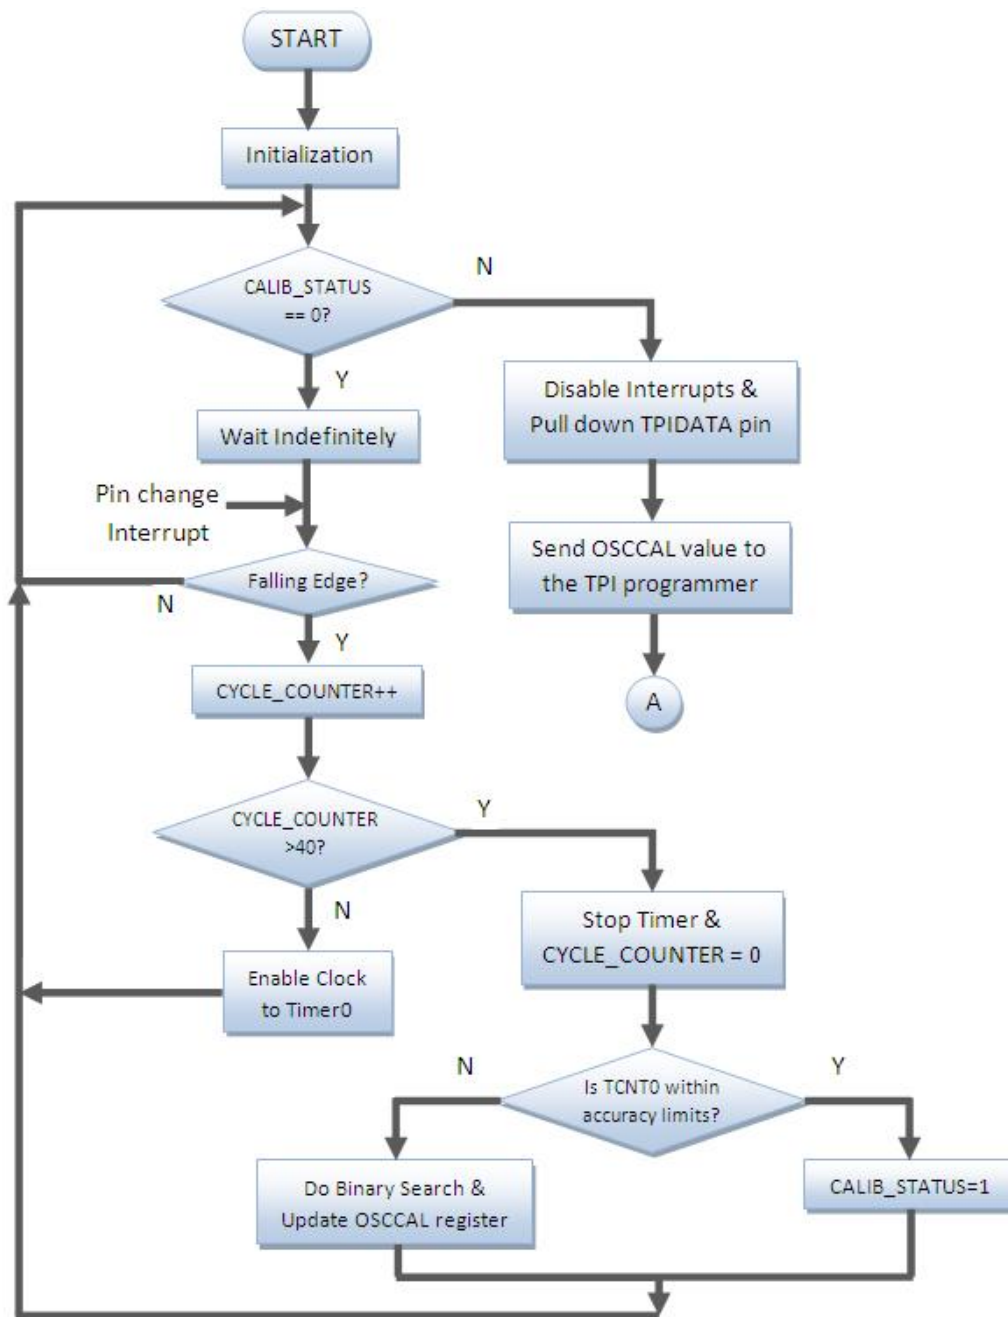 START
Initialization
CALIB_STATUS
== 0?
N
Y
Disable Interrupts &
Pull down TPIDATA pin
Wait Indefinitely
Pin change
Interrupt
Send OSCCAL value to
the TPI programmer
Falling Edge?
N
Y
CYCLE_COUNTER++
A
CYCLE_COUNTER
>40?
Y
N
Stop Timer &
CYCLE_COUNTER = 0
Enable Clock
to Timer0
Is TCNT0 within
accuracy limits?
N
Y
Do Binary Search &
Update OSCCAL register
CALIB_STATUS=1